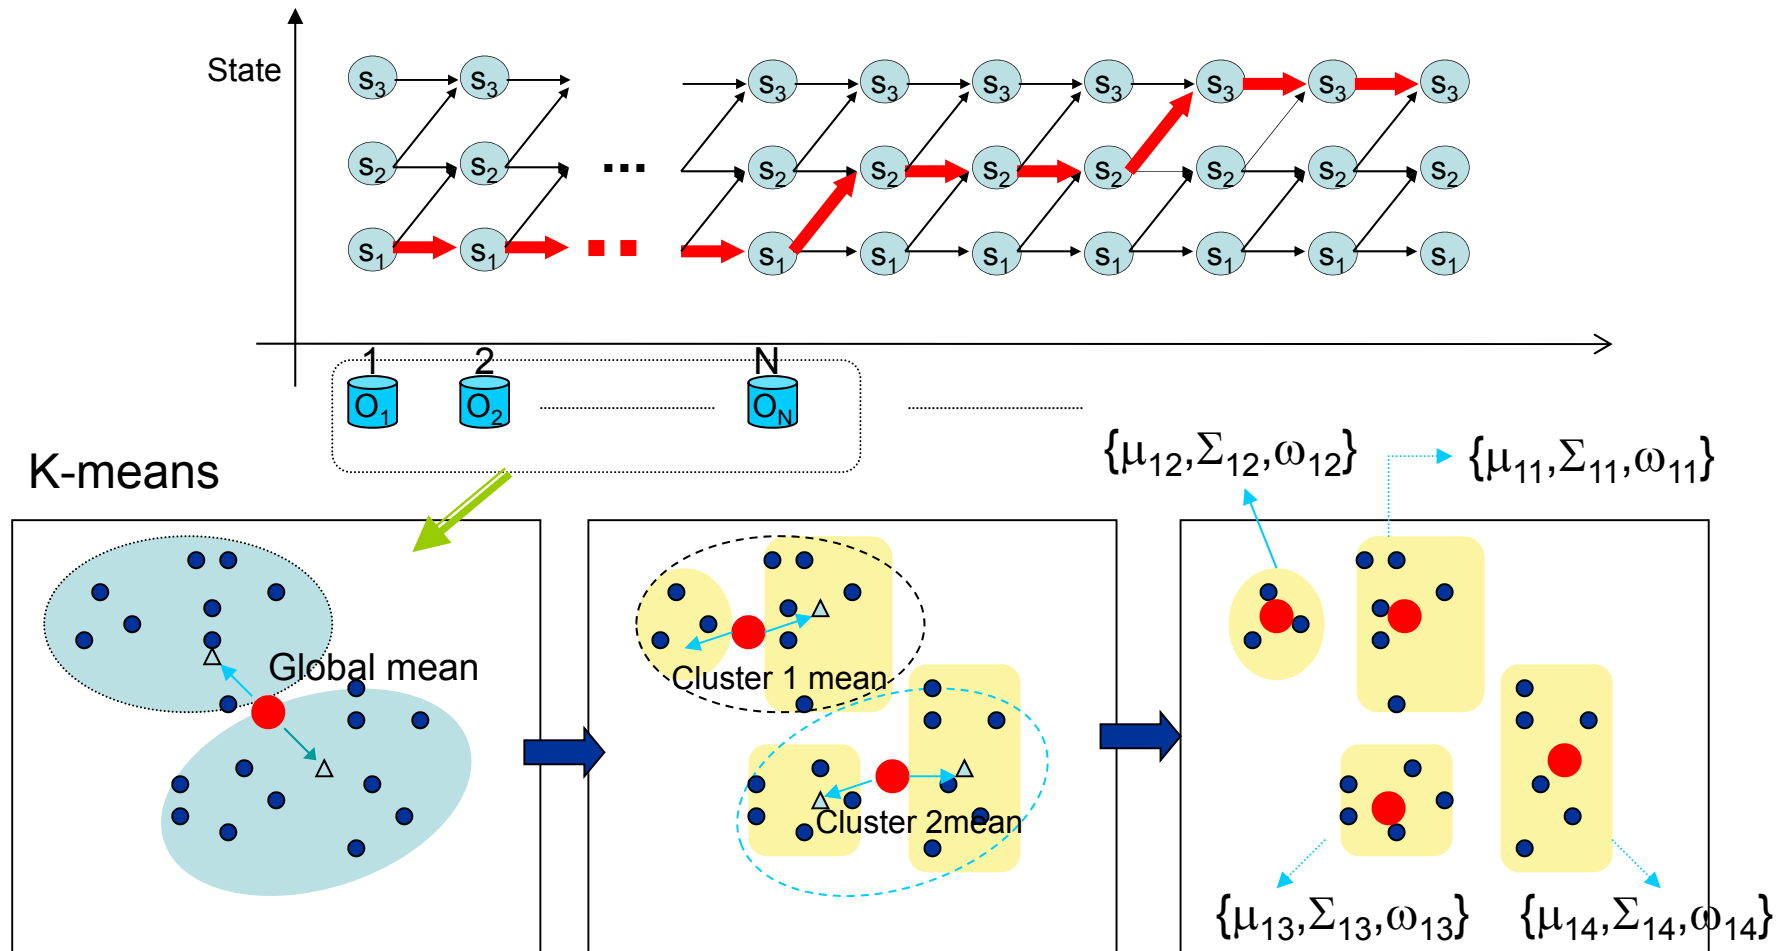 State
s3 s3 s3 s3 s3 s3 s3 s3 s3
s2 s2 ... s2 s2 s2 s2 s2 s2 s2
s1 s1 s1 s1 s1 s1 s1 s1 s1
1 2 N
O1 O2 ON
K-means
{μ12,Σ12,ω12} {μ11,Σ11,ω11}
Global mean
Cluster 1 mean
Cluster 2mean
{μ13,Σ13,ω13} {μ14,Σ14,ω14}